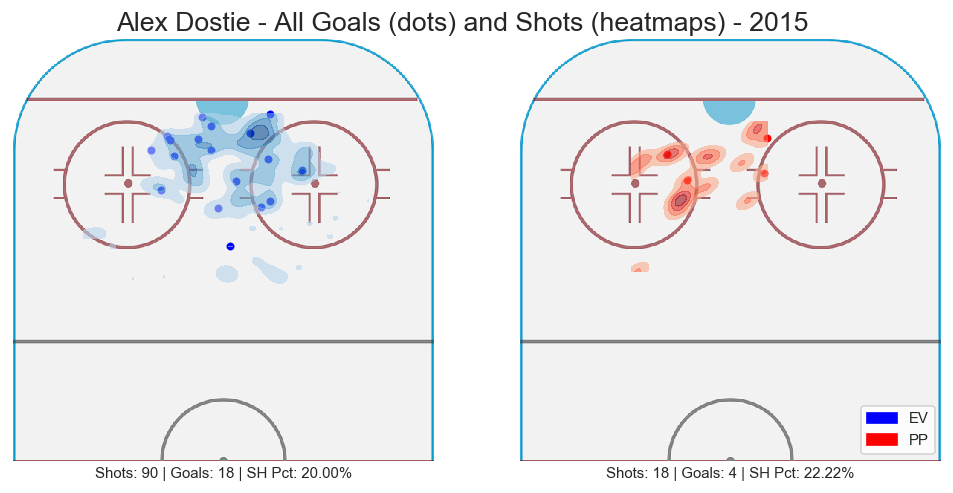 Alex Dostie - All Goals (dots) and Shots (heatmaps) - 2015
EV
PP
Shots: 90 | Goals: 18 | SH Pct: 20.00%
Shots: 18 | Goals: 4 | SH Pct: 22.22%